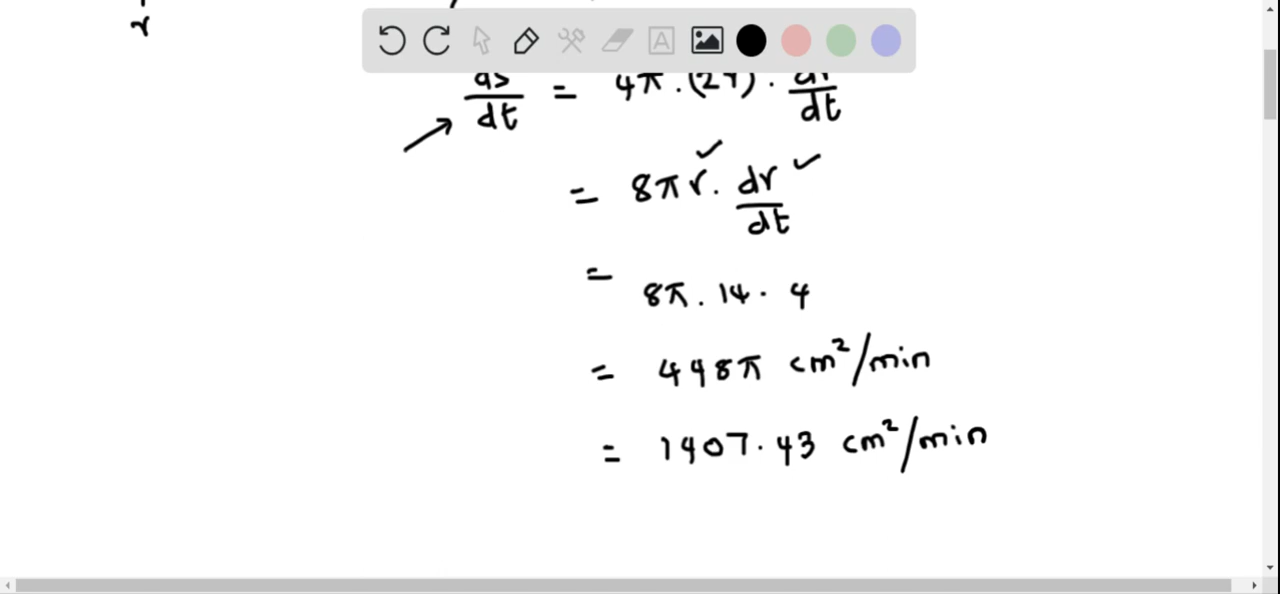 r
ds/dt = 4π.(2r). dr/dt
= 8πr. dr/dt
= 8π. 14. 4
= 448π cm²/min
= 1407.43 cm²/min